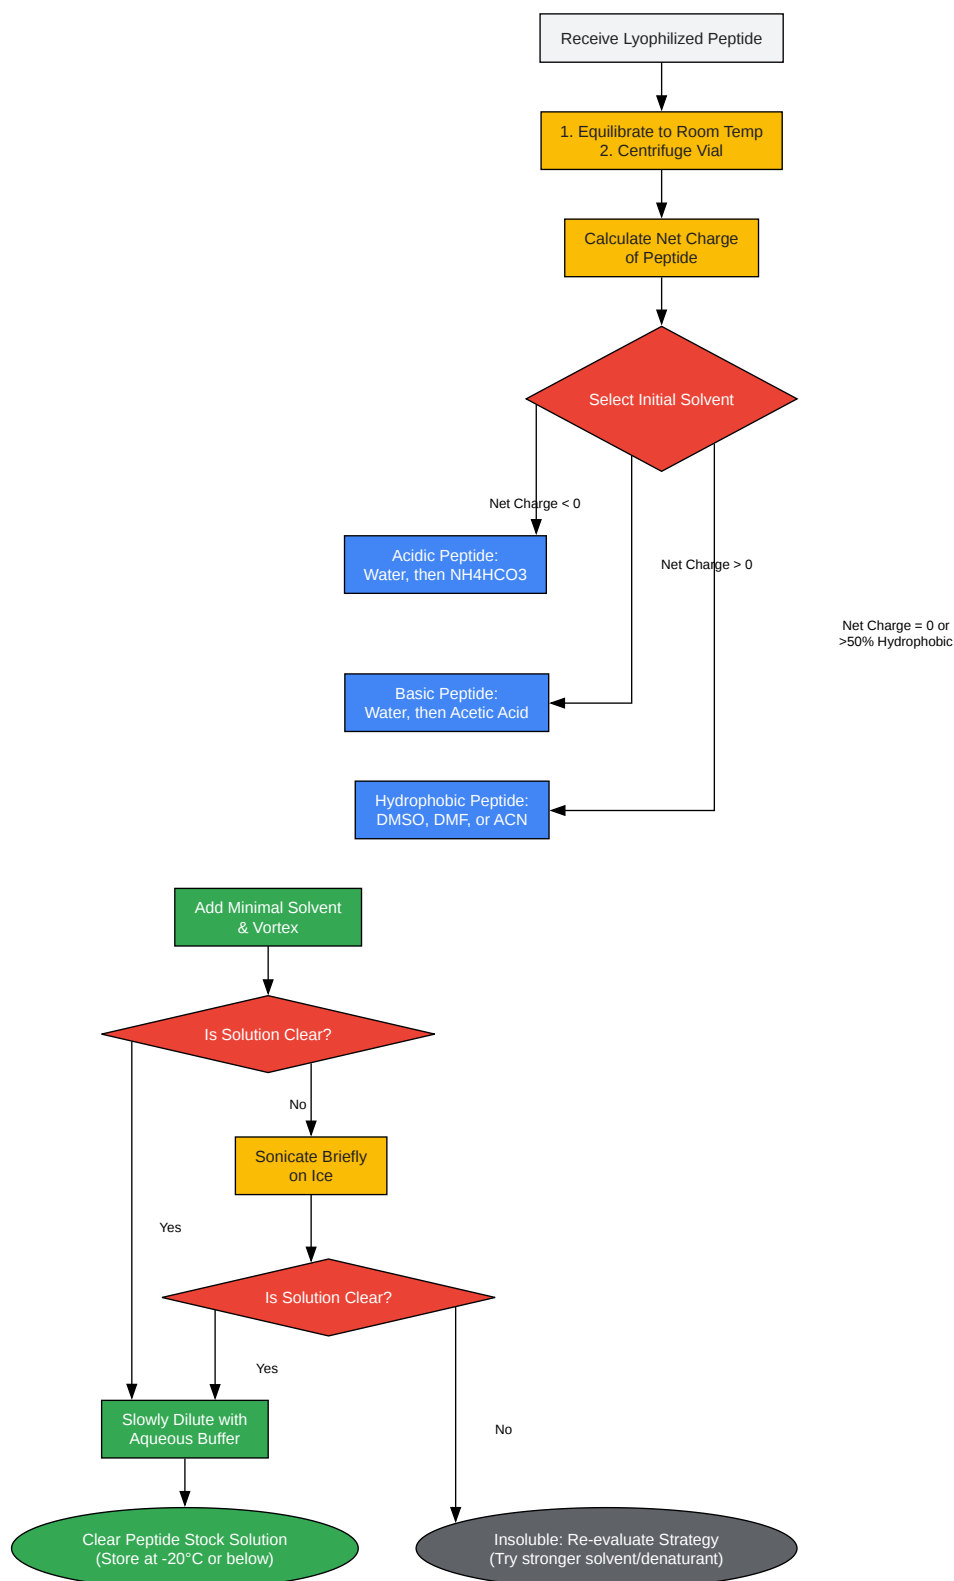 Receive Lyophilized Peptide
1. Equilibrate to Room Temp
2. Centrifuge Vial
Calculate Net Charge
of Peptide
Select Initial Solvent
Net Charge < 0
Acidic Peptide:
Water, then NH4HCO3
Net Charge > 0
Net Charge = 0 or
>50% Hydrophobic
Basic Peptide:
Water, then Acetic Acid
Hydrophobic Peptide:
DMSO, DMF, or ACN
Add Minimal Solvent
& Vortex
Is Solution Clear?
No
Sonicate Briefly
on Ice
Yes
Is Solution Clear?
Yes
Slowly Dilute with
Aqueous Buffer
No
Clear Peptide Stock Solution
(Store at -20°C or below)
Insoluble: Re-evaluate Strategy
(Try stronger solvent/denaturant)